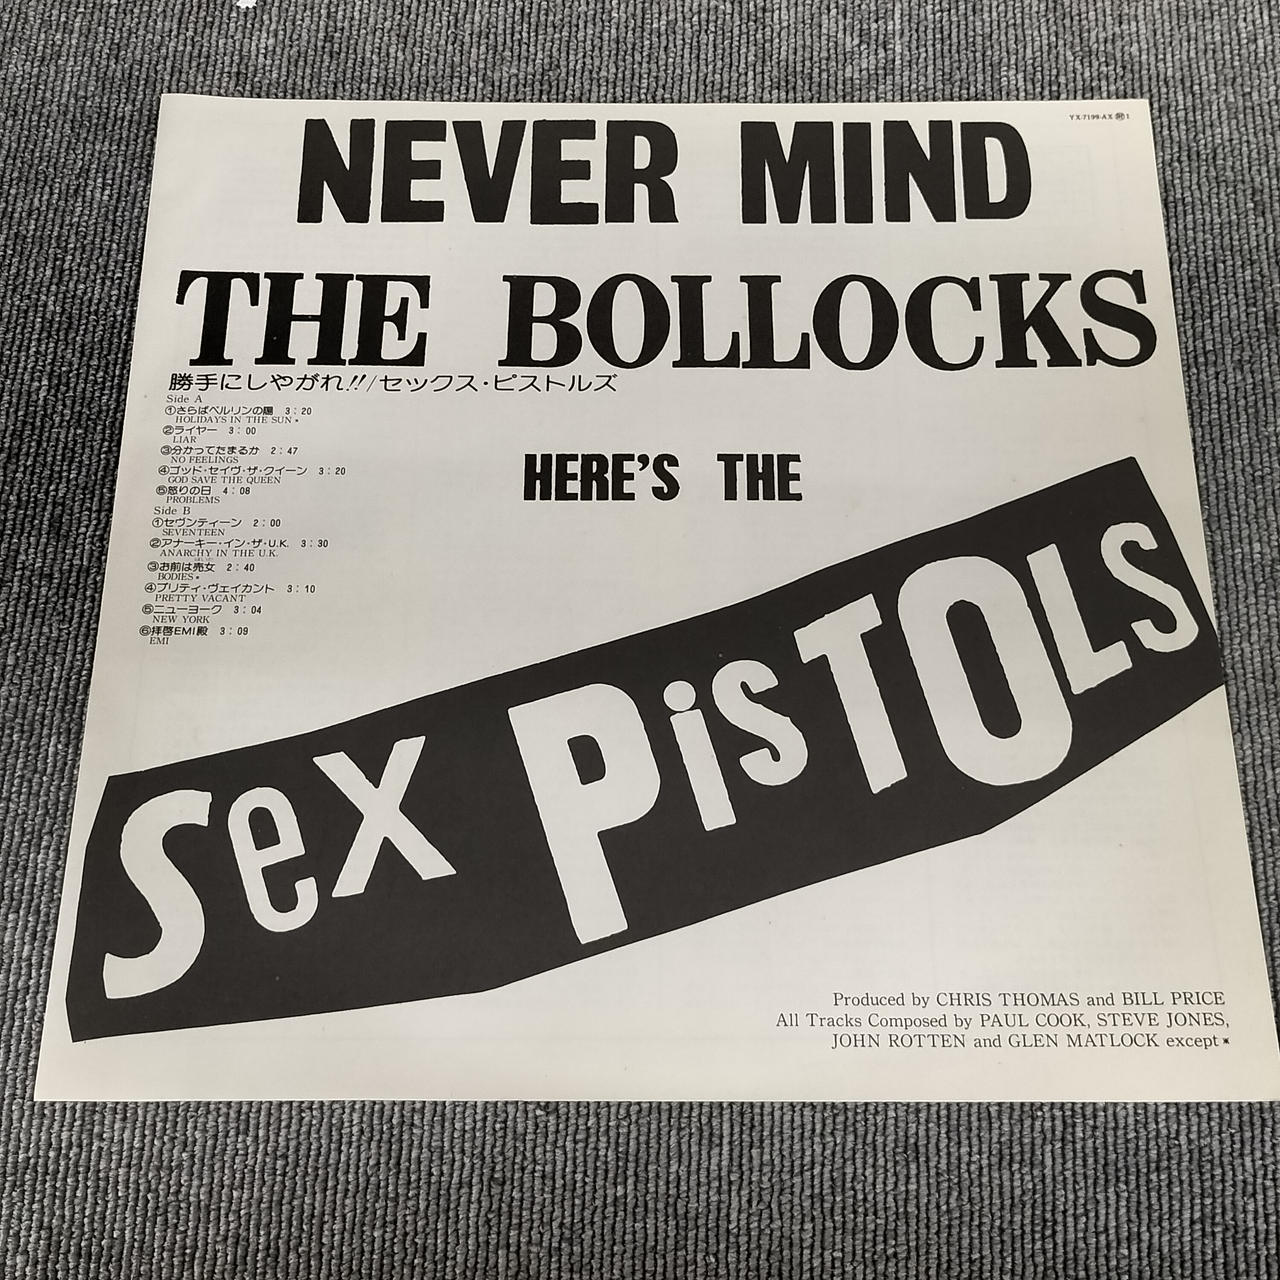 YX-7199-AX 1
NEVER MIND
THE BOLLOCKS
勝手にしやがれ!!/セックス・ピストルズ
Side A
①さらばベルリンの陽 3:20
HOLIDAYS IN THE SUN*
②ライヤー 3:00
LIAR
③分かってたまるか 2:47
NO FEELINGS
④ゴッド・セイヴ・ザ・クイーン 3:20
GOD SAVE THE QUEEN
⑤怒りの日 4:08
PROBLEMS
Side B
①セヴンティーン 2:00
SEVENTEEN
②アナーキー・イン・ザ・U.K. 3:30
ANARCHY IN THE U.K.
③お前は売女 2:40
BODIES*
④プリティ・ヴェイカント 3:10
PRETTY VACANT
⑤ニューヨーク 3:04
NEW YORK
⑥拝啓EMI殿 3:09
EMI
HERE'S THE
SeX PiSTOLS
Produced by CHRIS THOMAS and BILL PRICE
All Tracks Composed by PAUL COOK, STEVE JONES,
JOHN ROTTEN and GLEN MATLOCK except*